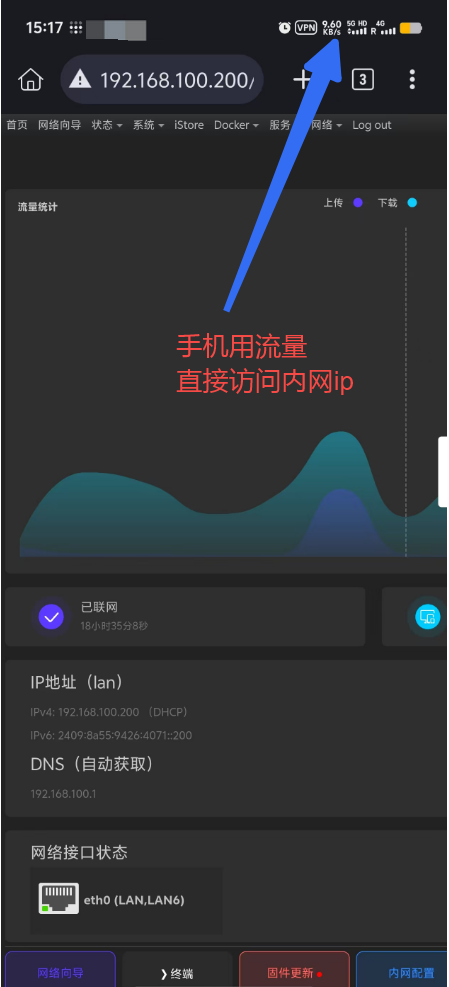 15:17 VPN 9.60 KB/s 5G HD 4G R
192.168.100.200/ 3
首页 网络向导 状态 系统 iStore Docker 服务 网络 Log out
流量统计 上传 下载
手机用流量
直接访问内网ip
已联网
18小时35分8秒
IP地址（lan）
IPv4: 192.168.100.200 （DHCP）
IPv6: 2409:8a55:9426:4071::200
DNS（自动获取）
192.168.100.1
网络接口状态
eth0 (LAN,LAN6)
网络向导 ❯终端 固件更新 内网配置